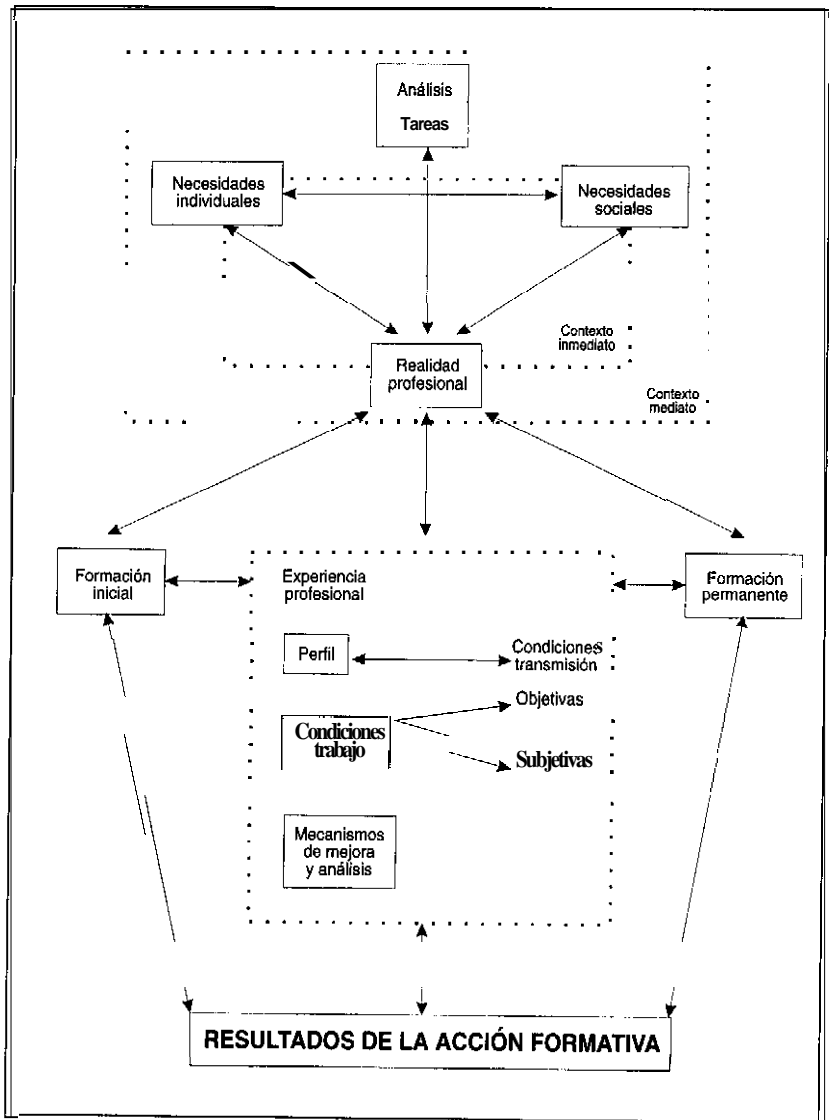 Análisis
Tareas
Necesidades
individuales
Necesidades
sociales
Contexto
inmediato
Realidad
profesional
Contexto
mediato
Formación
inicial
Experiencia
profesional
Formación
permanente
Perfil
Condiciones
transmisión
Objetivas
Condiciones
trabajo
Subjetivas
Mecanismos
de mejora
y análisis
RESULTADOS DE LA ACCIÓN FORMATIVA